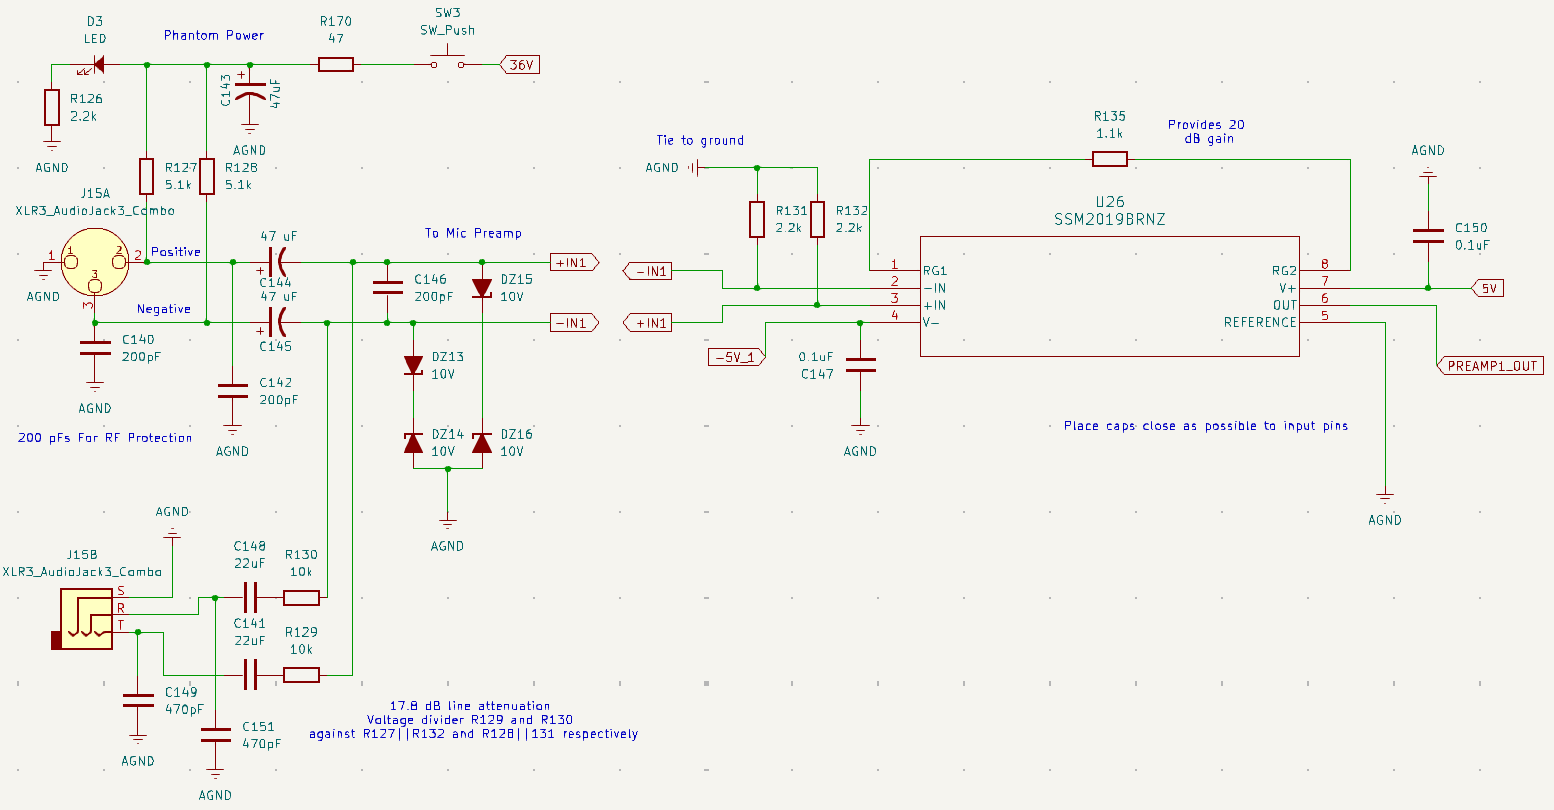 D3
LED
Phantom Power
R170
47
SW3
SW_Push
36V
R126
2.2k
AGND
C143
47uF
AGND
R127
5.1k
R128
5.1k
J15A
XLR3_AudioJack3_Combo
1
1
2
2
3
3
AGND
Positive
Negative
47 uF
C144
47 uF
C145
To Mic Preamp
C146
200pF
DZ15
10V
+IN1
-IN1
C140
200pF
AGND
C142
200pF
AGND
200 pFs For RF Protection
DZ13
10V
DZ14
10V
DZ16
10V
AGND
Tie to ground
AGND
R131
2.2k
R132
2.2k
-IN1
+IN1
-5V_1
0.1uF
C147
AGND
R135
1.1k
Provides 20
dB gain
U26
SSM2019BRNZ
1
RG1
2
-IN
3
+IN
4
V-
RG2
8
V+
7
OUT
6
REFERENCE
5
AGND
C150
0.1uF
5V
PREAMP1_OUT
Place caps close as possible to input pins
AGND
AGND
J15B
XLR3_AudioJack3_Combo
S
R
T
C148
22uF
R130
10k
C141
22uF
R129
10k
C149
470pF
AGND
C151
470pF
AGND
17.8 dB line attenuation
Voltage divider R129 and R130
against R127||R132 and R128||131 respectively